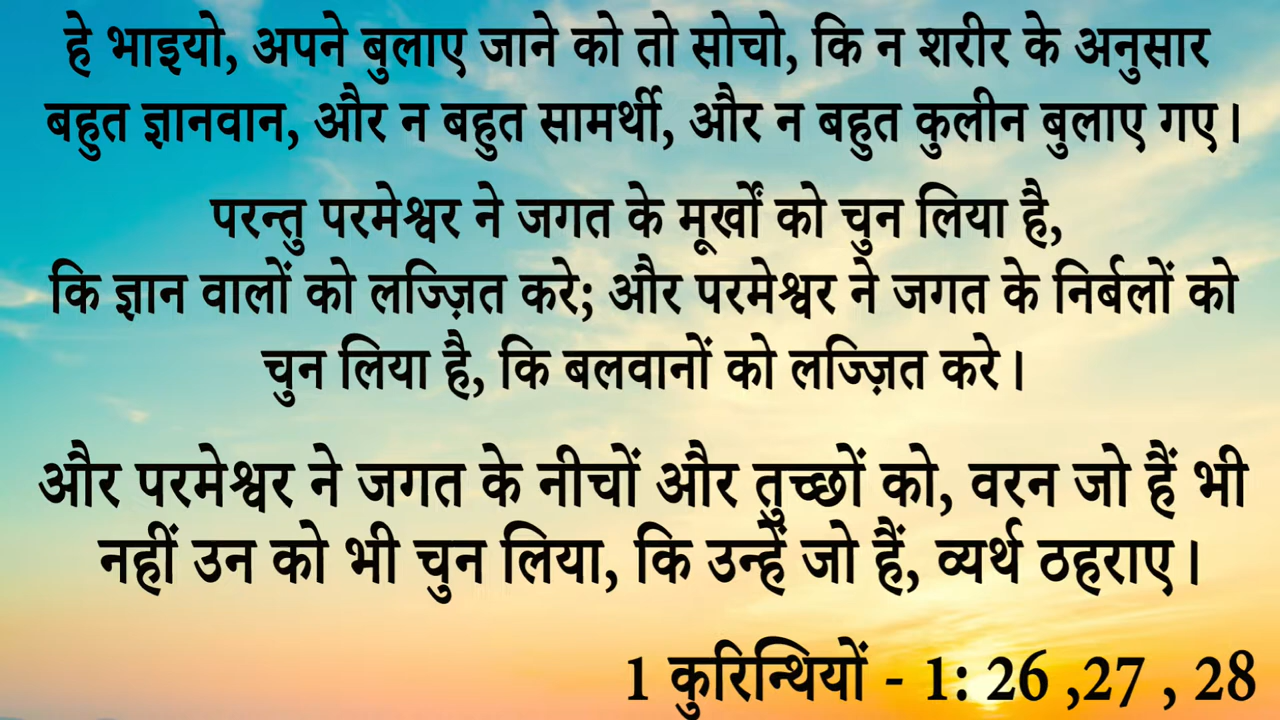 हे भाइयो, अपने बुलाए जाने को तो सोचो, कि न शरीर के अनुसार
बहुत ज्ञानवान, और न बहुत सामर्थी, और न बहुत कुलीन बुलाए गए।
परन्तु परमेश्वर ने जगत के मूर्खों को चुन लिया है,
कि ज्ञान वालों को लज्ज़ित करे; और परमेश्वर ने जगत के निर्बलों को
चुन लिया है, कि बलवानों को लज्ज़ित करे।
और परमेश्वर ने जगत के नीचों और तुच्छों को, वरन जो हैं भी
नहीं उन को भी चुन लिया, कि उन्हें जो हैं, व्यर्थ ठहराए।
1 कुरिन्थियों - 1: 26 ,27 , 28